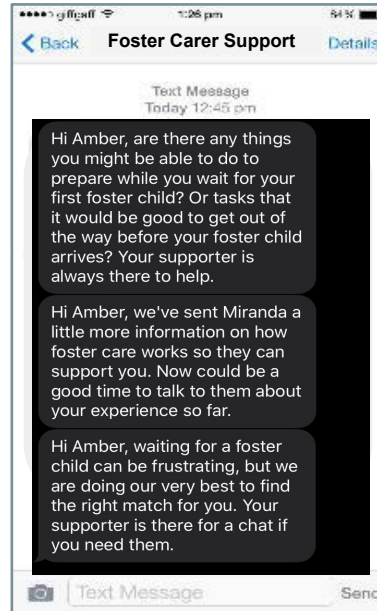 giffgaff 1:26 pm 84%
Back Foster Carer Support Details
Text Message
Today 12:45 pm
Hi Amber, are there any things
you might be able to do to
prepare while you wait for your
first foster child? Or tasks that
it would be good to get out of
the way before your foster child
arrives? Your supporter is
always there to help.
Hi Amber, we've sent Miranda a
little more information on how
foster care works so they can
support you. Now could be a
good time to talk to them about
your experience so far.
Hi Amber, waiting for a foster
child can be frustrating, but we
are doing our very best to find
the right match for you. Your
supporter is there for a chat if
you need them.
Text Message Send